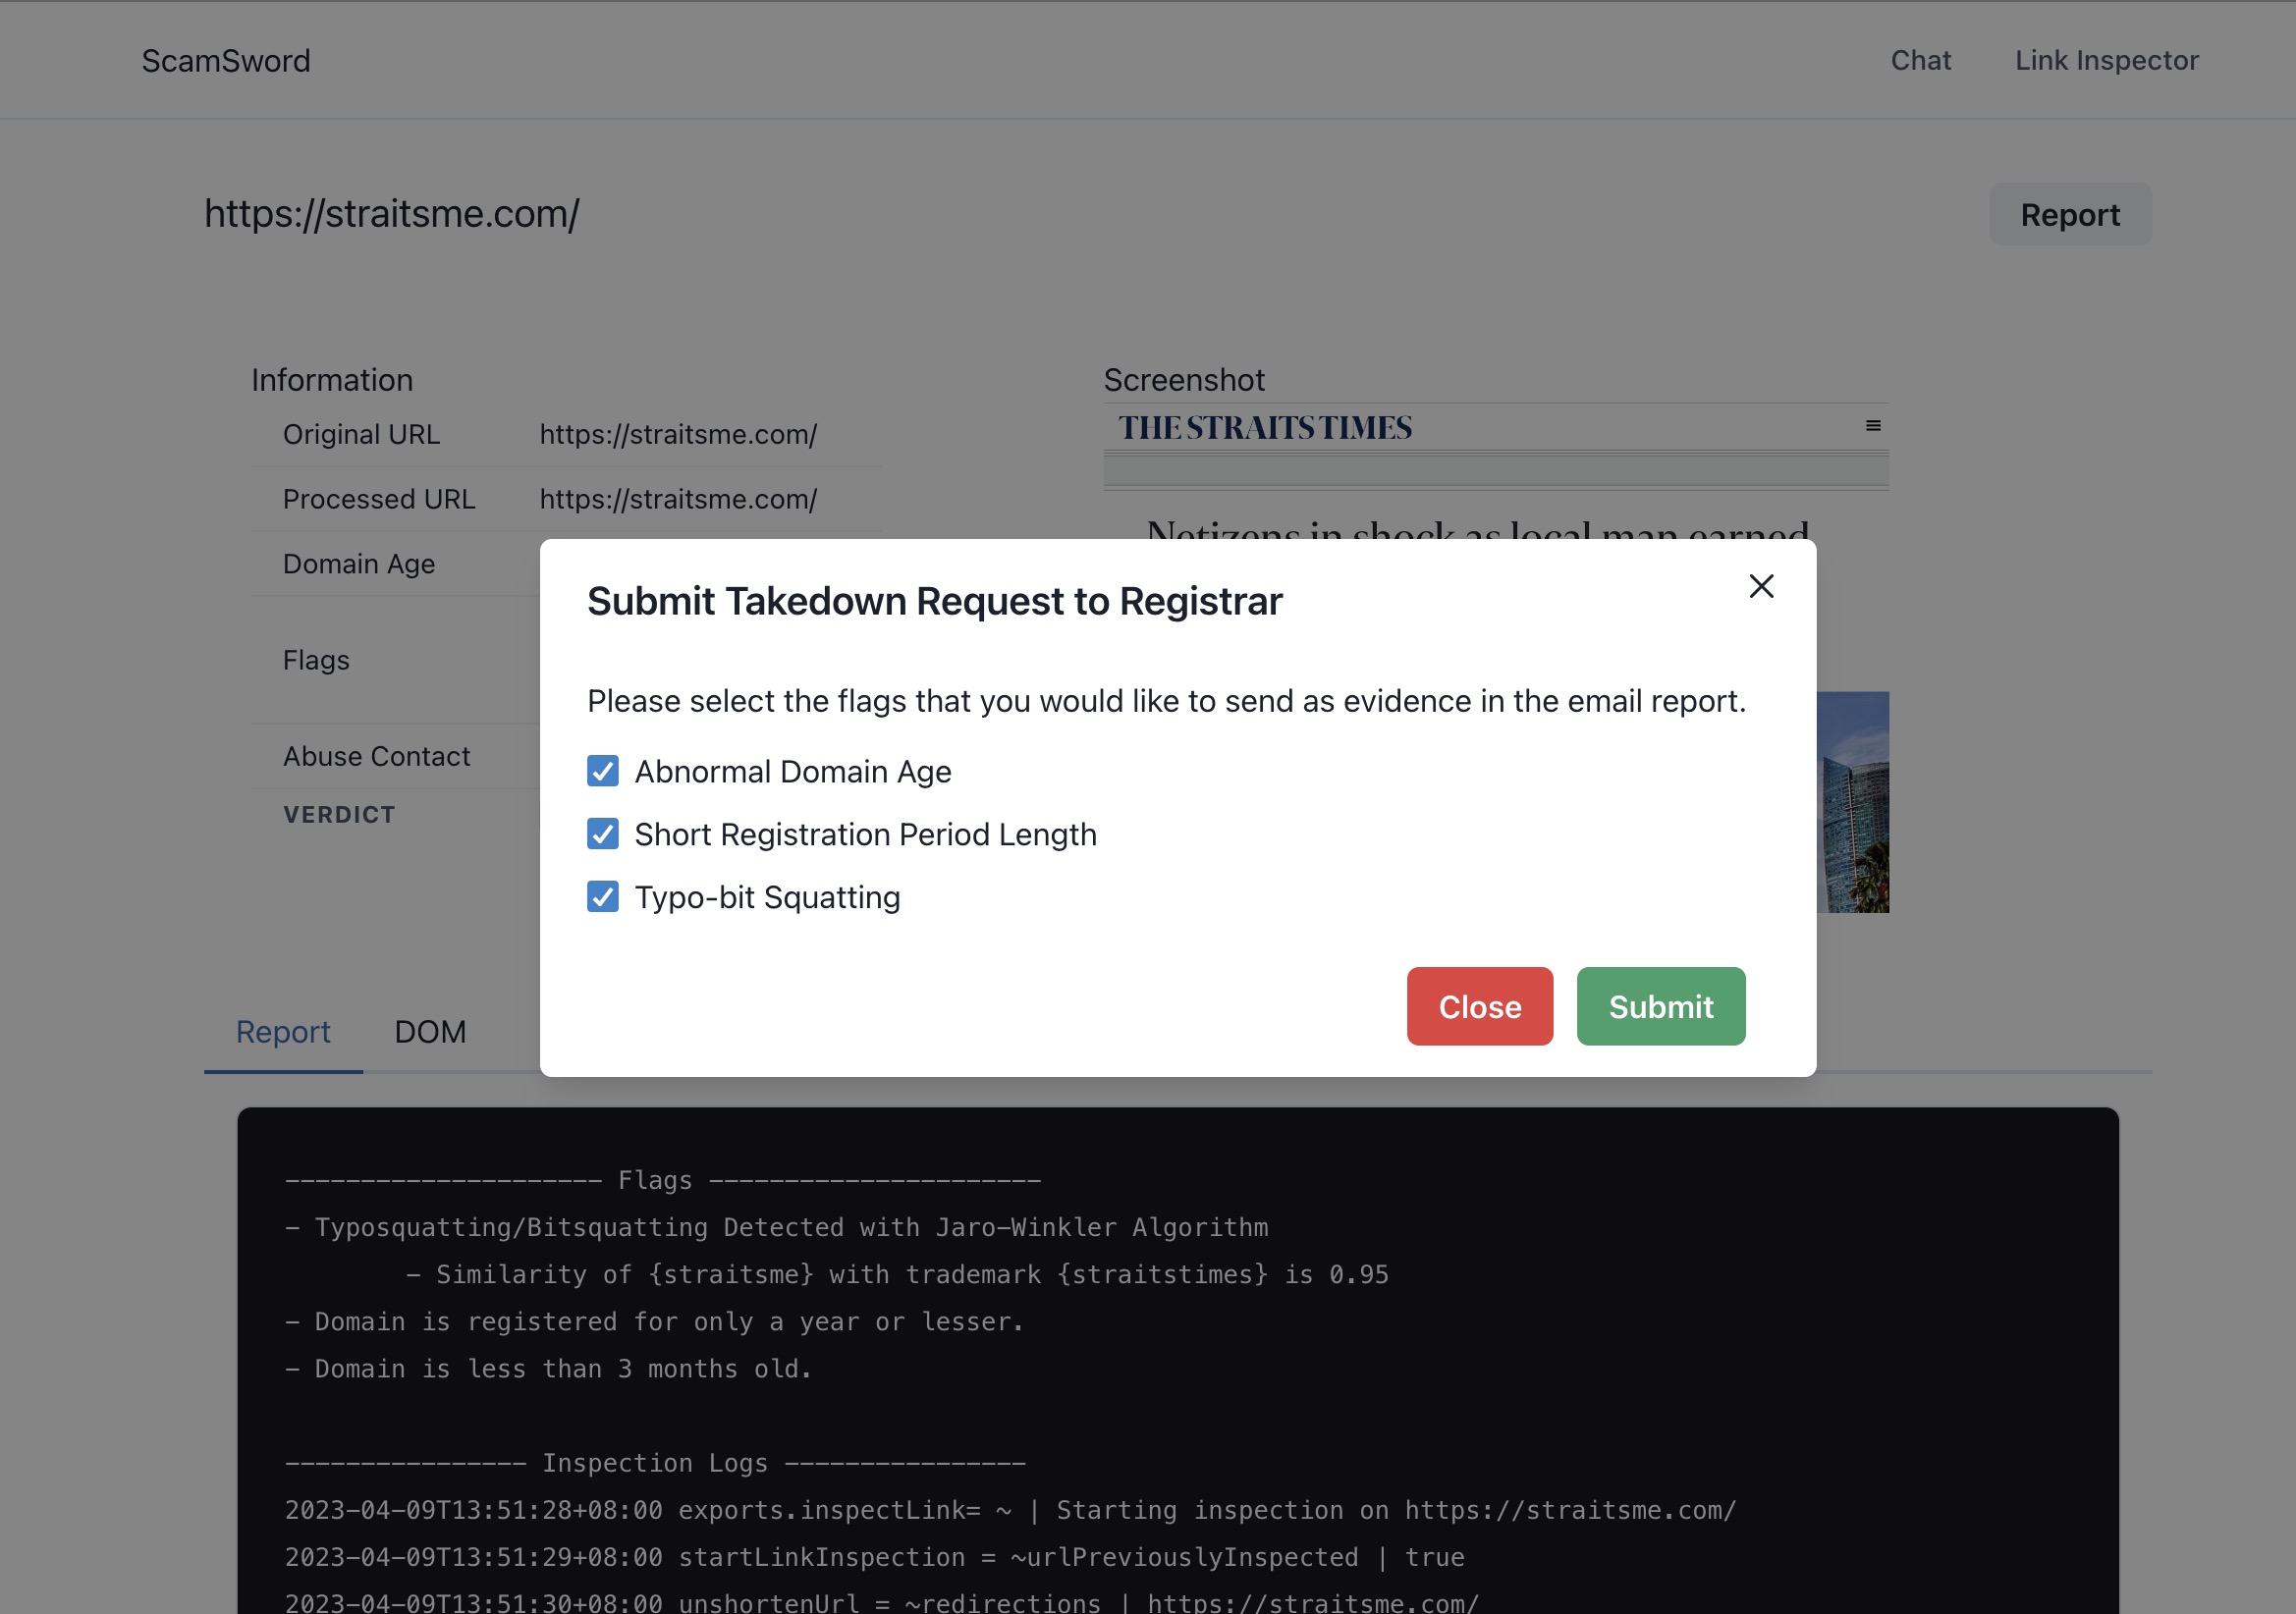 ScamSword
Chat
Link Inspector
https://straitsme.com/
Report
Information
Screenshot
Original URL
https://straitsme.com/
THE STRAITS TIMES
Processed URL
https://straitsme.com/
Netizens in shock as local man earned
Domain Age
Submit Takedown Request to Registrar
Flags
Please select the flags that you would like to send as evidence in the email report.
Abuse Contact
Abnormal Domain Age
VERDICT
Short Registration Period Length
Typo-bit Squatting
Close
Submit
Report
DOM
--------------------- Flags ----------------------
- Typosquatting/Bitsquatting Detected with Jaro-Winkler Algorithm
- Similarity of {straitsme} with trademark {straitstimes} is 0.95
- Domain is registered for only a year or lesser.
- Domain is less than 3 months old.
---------------- Inspection Logs ----------------
2023-04-09T13:51:28+08:00 exports.inspectLink= ~ | Starting inspection on https://straitsme.com/
2023-04-09T13:51:29+08:00 startLinkInspection = ~urlPreviouslyInspected | true
2023-04-09T13:51:30+08:00 unshortenUrl = ~redirections | https://straitsme.com/